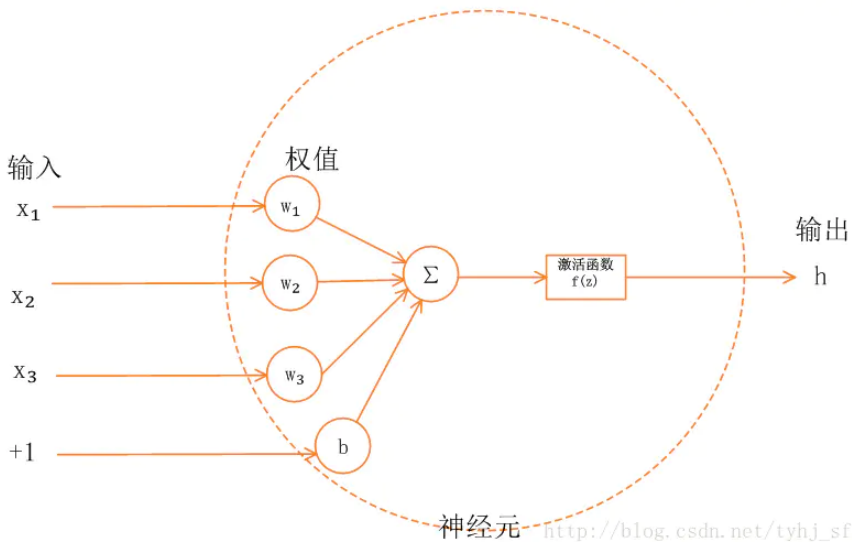 权值
输入
x₁
w₁
输出
激活函数
f(z)
Σ
h
x₂
w₂
x₃
w₃
+1
b
神经元
http://blog.csdn.net/tyhj_sf